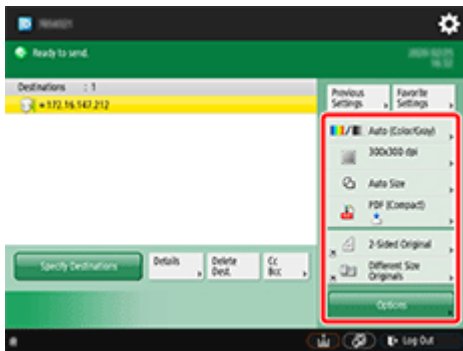 Ready to send.
Destinations : 1
172.16.147.212
Previous Settings
Favorite Settings
Auto (Color/Gray)
300x300 dpi
Auto Size
PDF (Compact)
2-Sided Original
Different Size Originals
Options
Specify Destinations
Details
Delete Dest.
Cc Bcc
Log Out